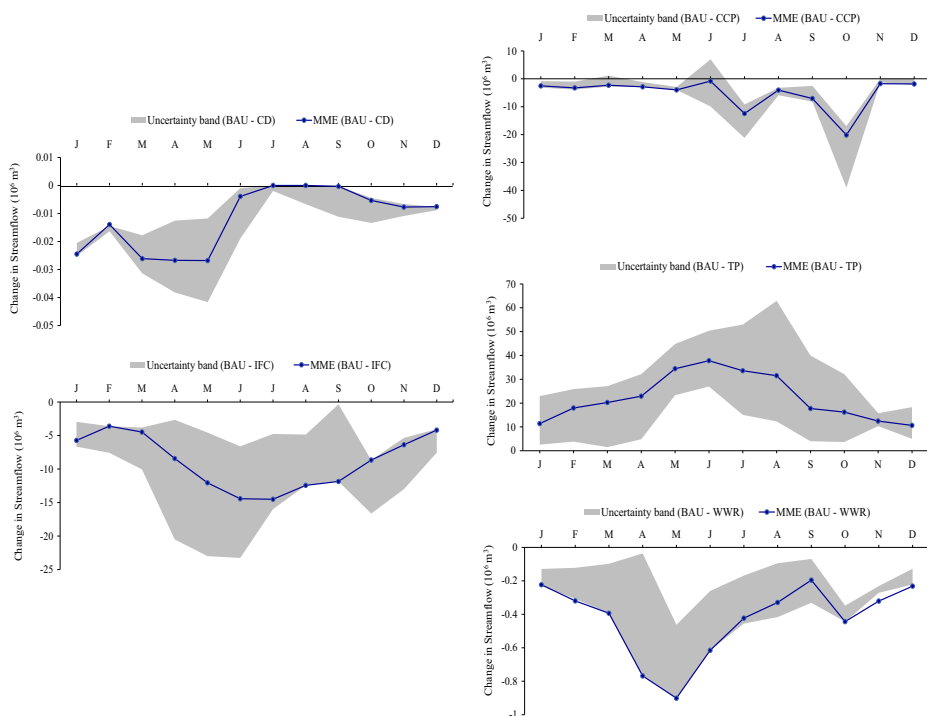 Uncertainty band (BAU - CD) MME (BAU - CD)
J F M A M J J A S O N D
0.01
0
-0.01
-0.02
-0.03
-0.04
-0.05
Change in Streamflow (10⁶ m³)
Uncertainty band (BAU - IFC) MME (BAU - IFC)
J F M A M J J A S O N D
0
-5
-10
-15
-20
-25
Change in Streamflow (10⁶ m³)
Uncertainty band (BAU - CCP) MME (BAU - CCP)
J F M A M J J A S O N D
10
0
-10
-20
-30
-40
-50
Change in Streamflow (10⁶ m³)
Uncertainty band (BAU - TP) MME (BAU - TP)
70
60
50
40
30
20
10
0
J F M A M J J A S O N D
Change in Streamflow (10⁶ m³)
Uncertainty band (BAU - WWR) MME (BAU - WWR)
J F M A M J J A S O N D
0
-0.2
-0.4
-0.6
-0.8
-1
Change in Streamflow (10⁶ m³)